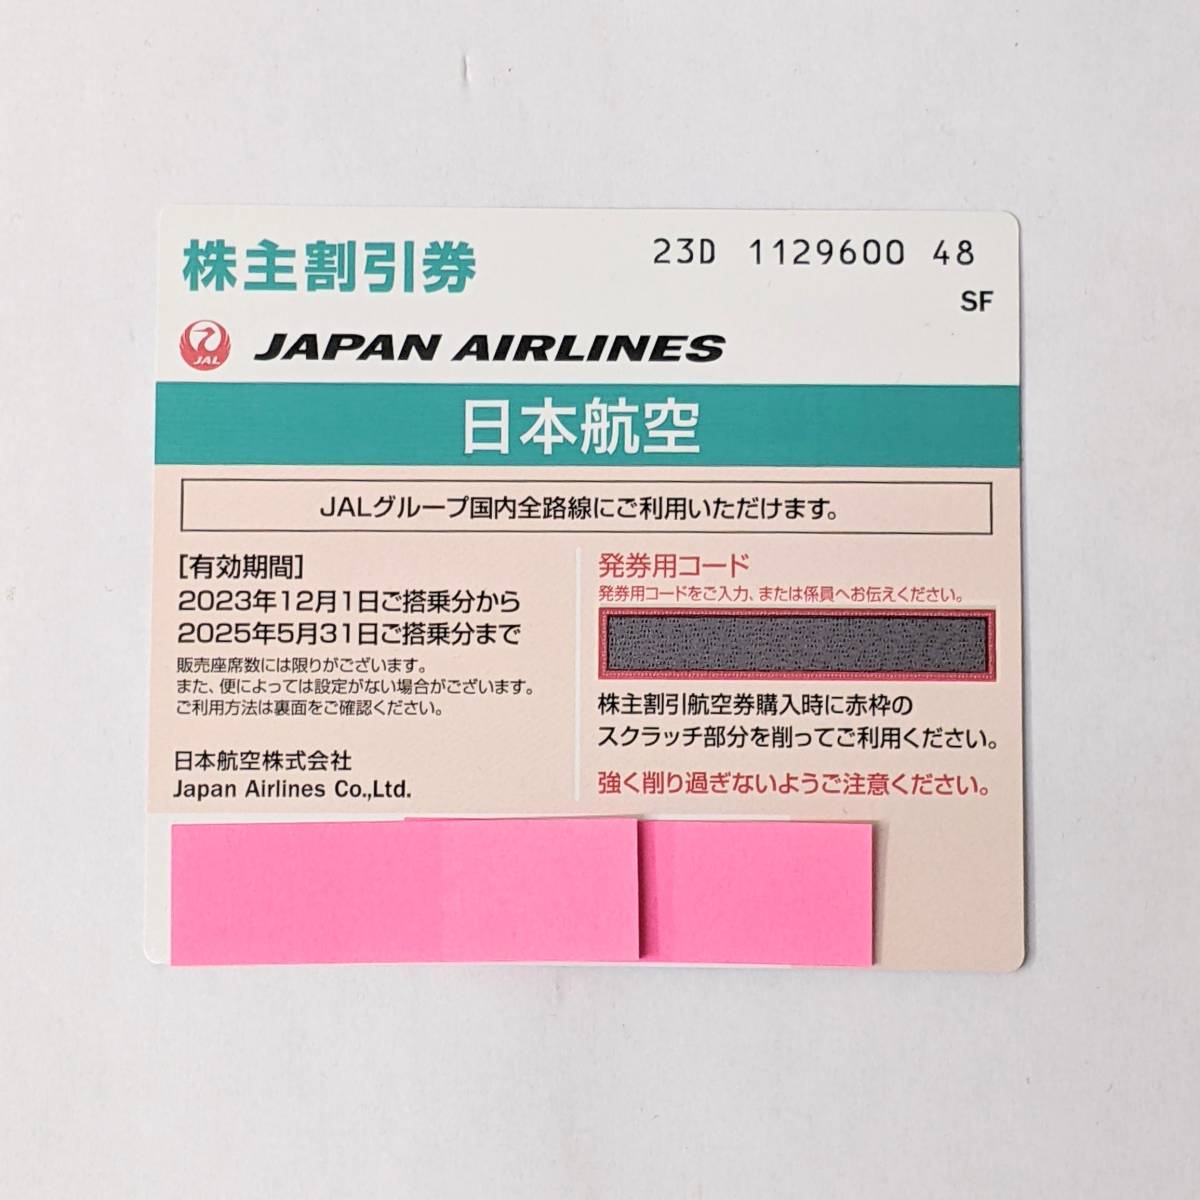 株主割引券
23D 1129600 48
SF
JAL
JAPAN AIRLINES
日本航空
JALグループ国内全路線にご利用いただけます。
[有効期間]
2023年12月1日ご搭乗分から
2025年5月31日ご搭乗分まで
販売座席数には限りがございます。
また、便によっては設定がない場合がございます。
ご利用方法は裏面をご確認ください。
日本航空株式会社
Japan Airlines Co.,Ltd.
発券用コード
発券用コードをご入力、または係員へお伝えください。
株主割引航空券購入時に赤枠の
スクラッチ部分を削ってご利用ください。
強く削り過ぎないようご注意ください。